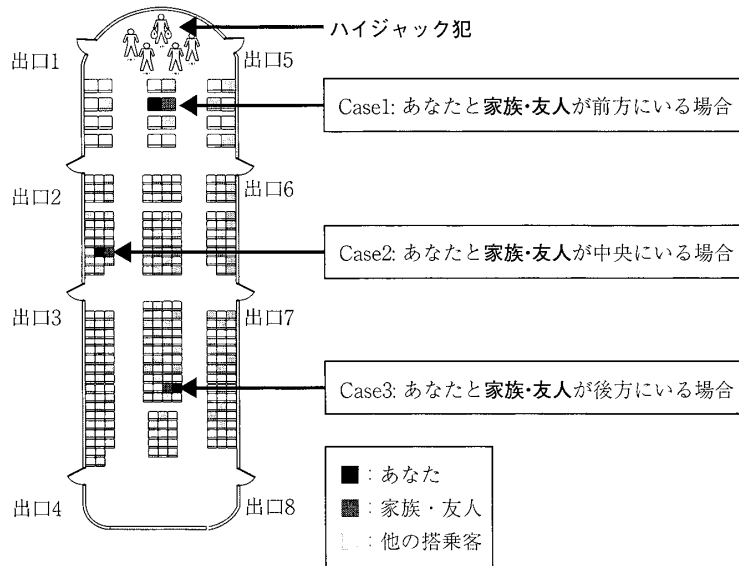 ハイジャック犯
出口1
出口5
Case1: あなたと家族・友人が前方にいる場合
出口2
出口6
Case2: あなたと家族・友人が中央にいる場合
出口3
出口7
Case3: あなたと家族・友人が後方にいる場合
出口4
出口8
：あなた
：家族・友人
：他の搭乗客